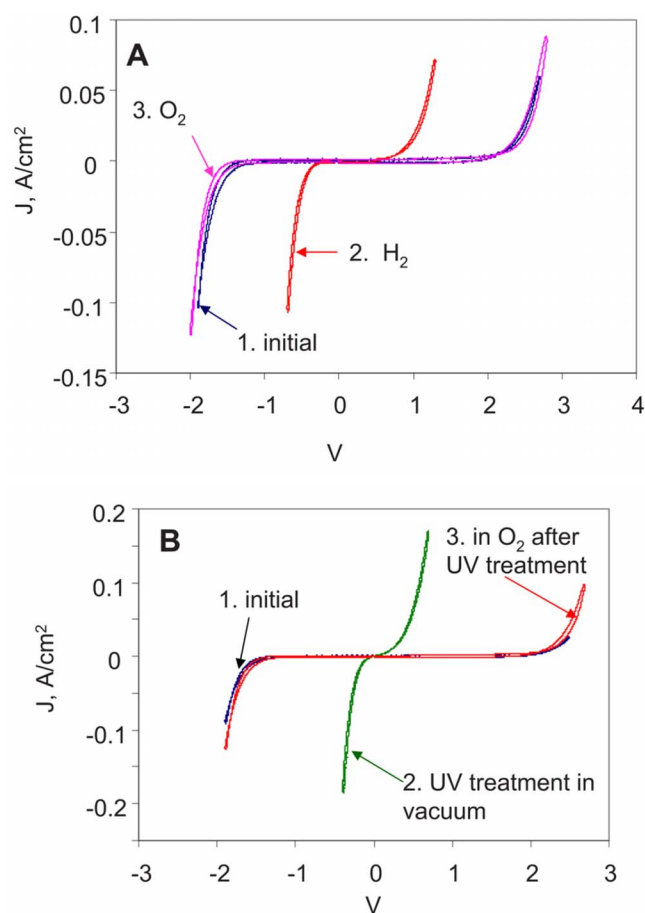 A
0.1
0.05
0
-0.05
-0.1
-0.15
J, A/cm²
3. O₂
2. H₂
1. initial
-3 -2 -1 0 1 2 3 4
V
B
0.2
0.1
0
-0.1
-0.2
J, A/cm²
1. initial
3. in O₂ after
UV treatment
2. UV treatment in
vacuum
-3 -2 -1 0 1 2 3
V